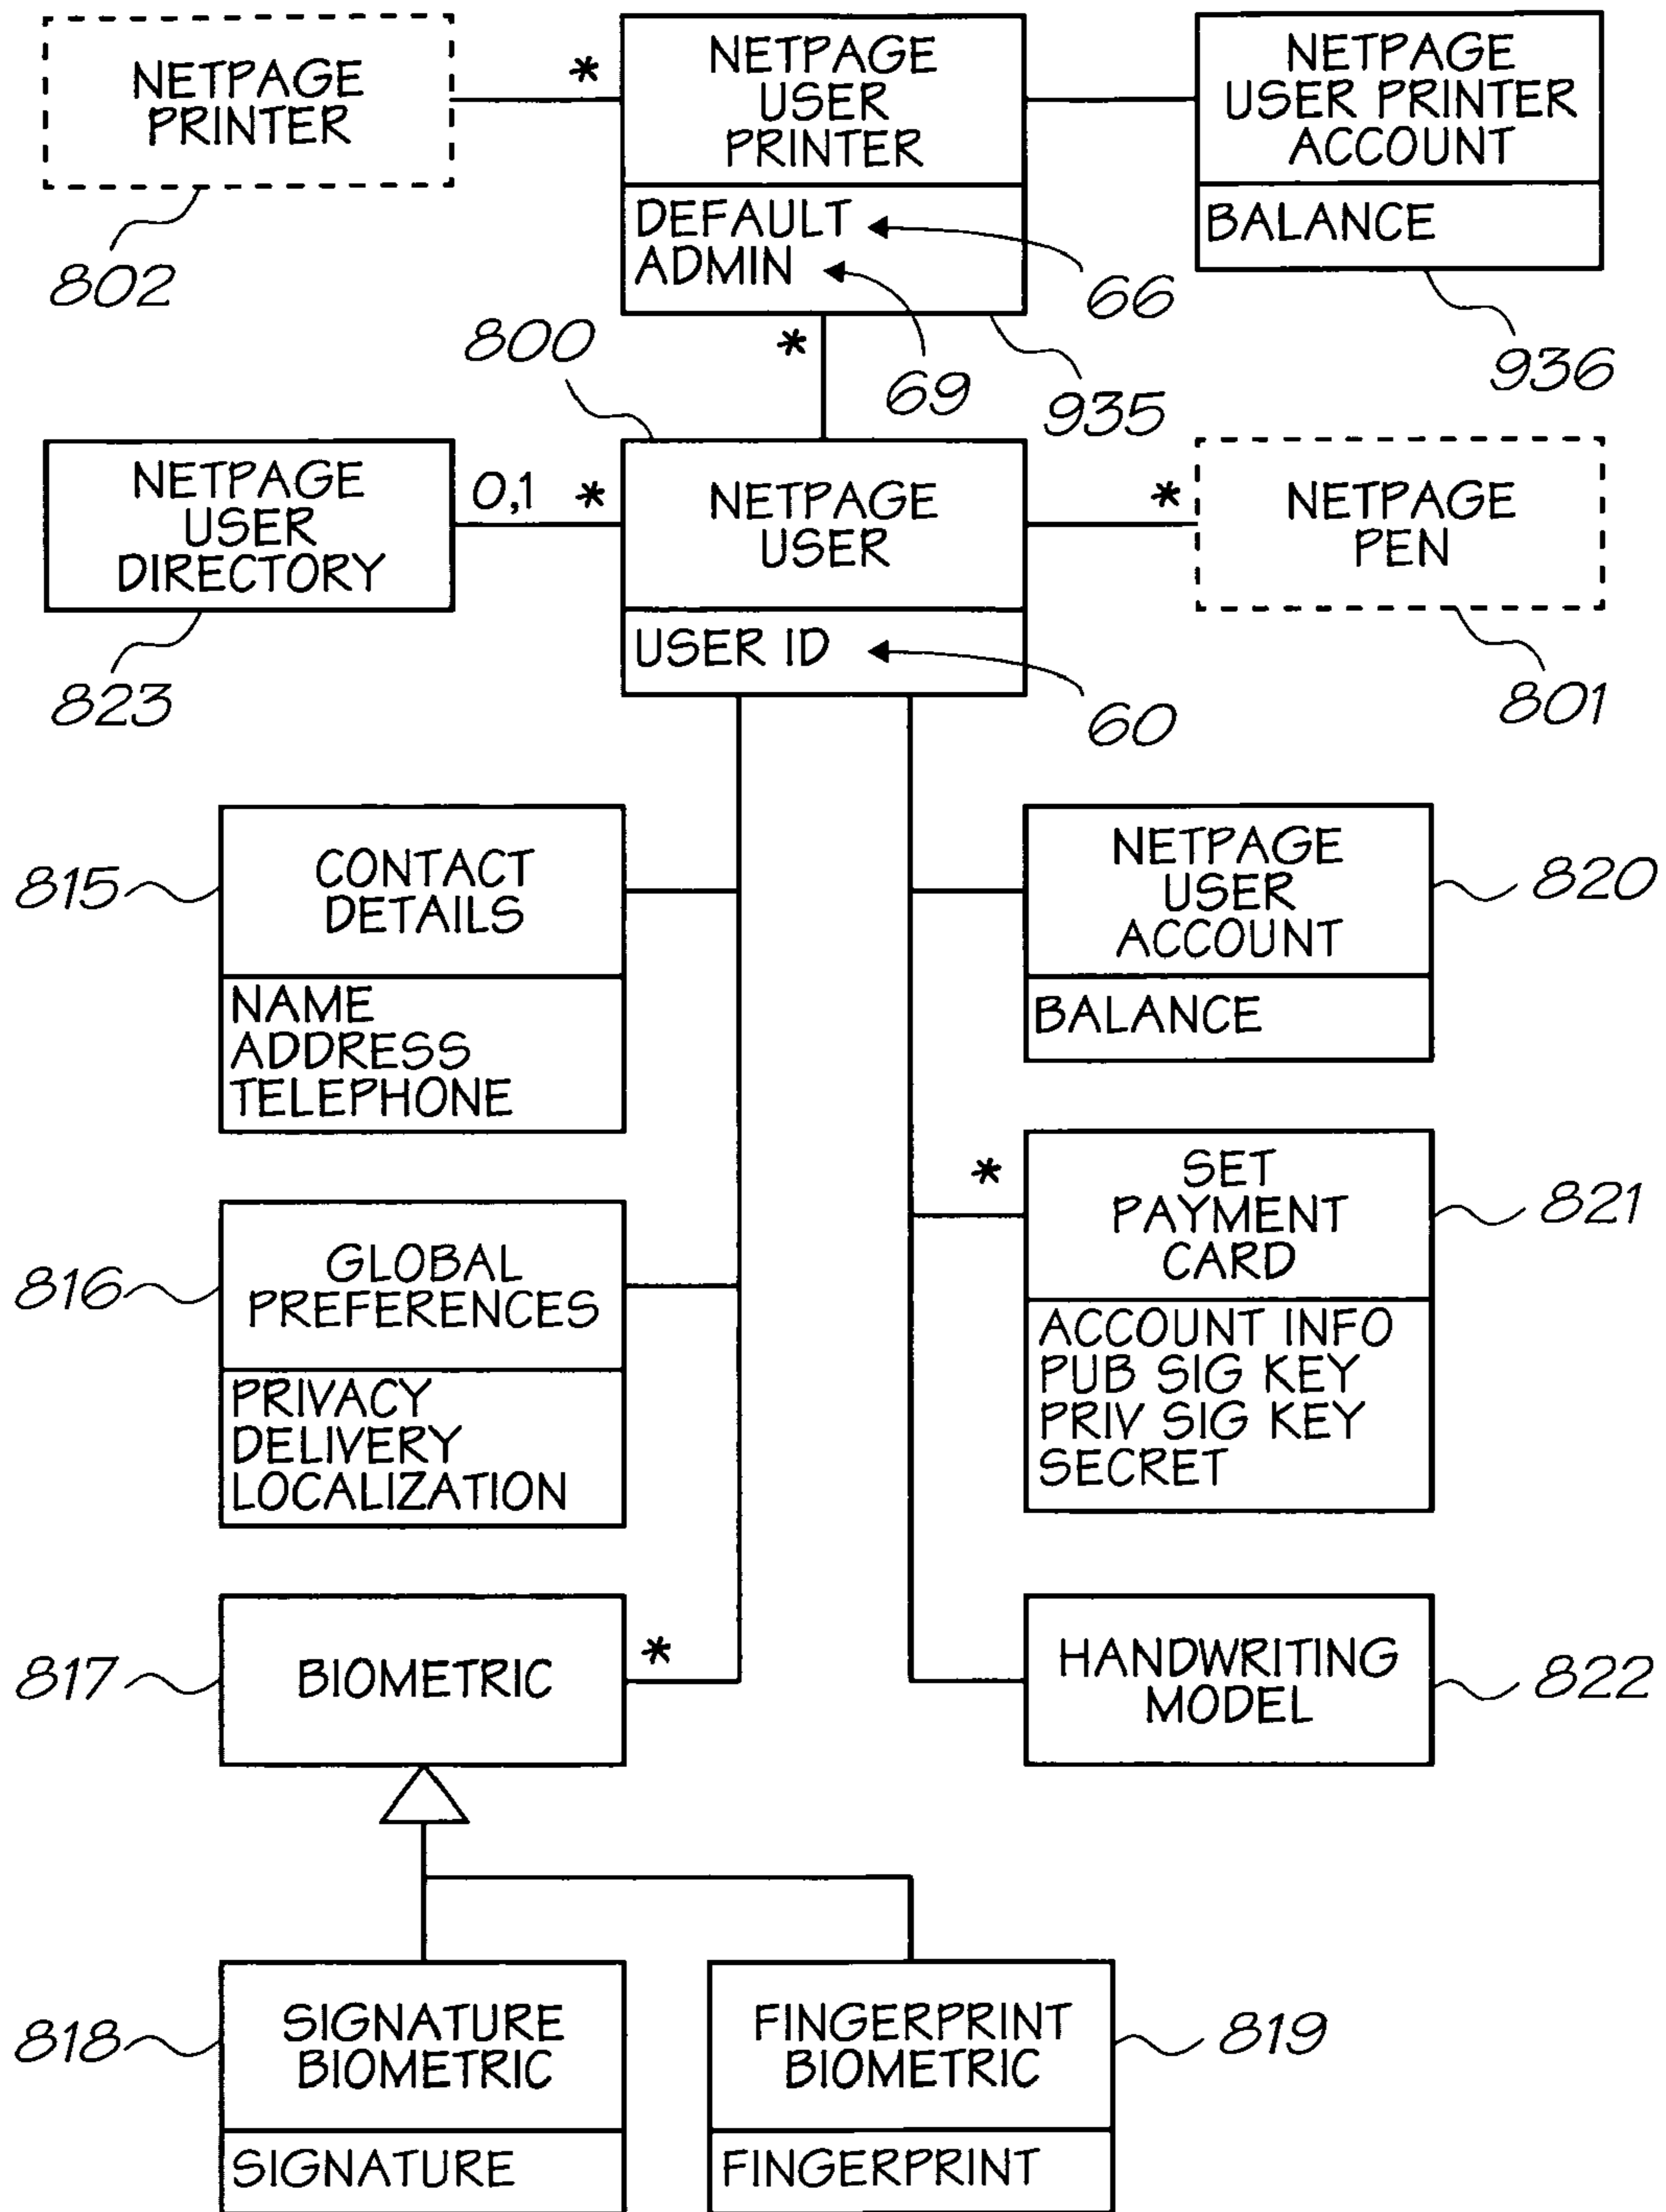 NETPAGE
PRINTER
802
*
NETPAGE
USER
PRINTER
DEFAULT
ADMIN
66
69
935
*
NETPAGE
USER PRINTER
ACCOUNT
BALANCE
936
800
NETPAGE
USER
DIRECTORY
823
0,1 *
NETPAGE
USER
USER ID
60
*
NETPAGE
PEN
801
815
CONTACT
DETAILS
NAME
ADDRESS
TELEPHONE
NETPAGE
USER
ACCOUNT
BALANCE
820
816
GLOBAL
PREFERENCES
PRIVACY
DELIVERY
LOCALIZATION
*
SET
PAYMENT
CARD
ACCOUNT INFO
PUB SIG KEY
PRIV SIG KEY
SECRET
821
817
BIOMETRIC
*
HANDWRITING
MODEL
822
818
SIGNATURE
BIOMETRIC
SIGNATURE
FINGERPRINT
BIOMETRIC
FINGERPRINT
819